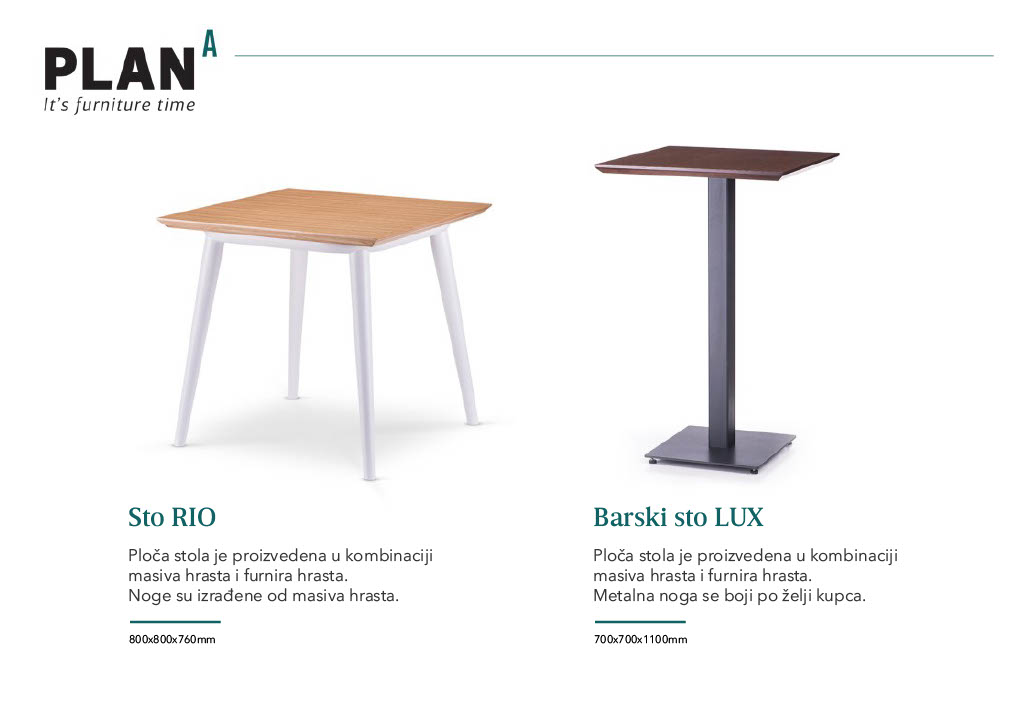 PLAN A
It's furniture time
Sto RIO
Ploča stola je proizvedena u kombinaciji
masiva hrasta i furnira hrasta.
Noge su izrađene od masiva hrasta.
800x800x760mm
Barski sto LUX
Ploča stola je proizvedena u kombinaciji
masiva hrasta i furnira hrasta.
Metalna noga se boji po želji kupca.
700x700x1100mm